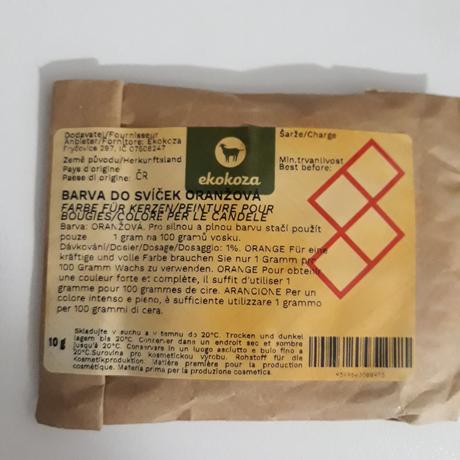 Dodavatel/Fournisseur
Anbieter/Fornitore: Ekokoza
Fryčovice 297, IČ 07608247
Země původu/Herkunftsland
Pays d'origine
Paese di origine: ČR
ekokoza
Šarže/Charge
Min.trvanlivost
Best before:
BARVA DO SVÍČEK ORANŽOVÁ
FARBE FÜR KERZEN/PEINTURE POUR
BOUGIES/COLORE PER LE CANDELE
Barva: ORANŽOVÁ. Pro silnou a plnou barvu stačí použít
pouze 1 gram na 100 gramů vosku.
Dávkování/Dosier/Dosage/Dosaggio: 1%. ORANGE Für eine
kräftige und volle Farbe brauchen Sie nur 1 Gramm pro
100 Gramm Wachs zu verwenden. ORANGE Pour obtenir
une couleur forte et complète, il suffit d'utiliser 1
gramme pour 100 grammes de cire. ARANCIONE Per un
colore intenso e pieno, è sufficiente utilizzare 1 grammo
per 100 grammi di cera.
10 g
Skladujte v suchu a v temnu do 20°C. Trocken und dunkel
lagern bis 20°C. Conserver dans un endroit sec et sombre
jusqu'à 20°C. Conservare in un luogo asciutto e buio fino a
20°C.Surovina pro kosmetickou výrobu. Rohstoff für die
Kosmetikproduktion. Matière première pour la production
cosmétique. Materia prima per la produzione cosmetica.